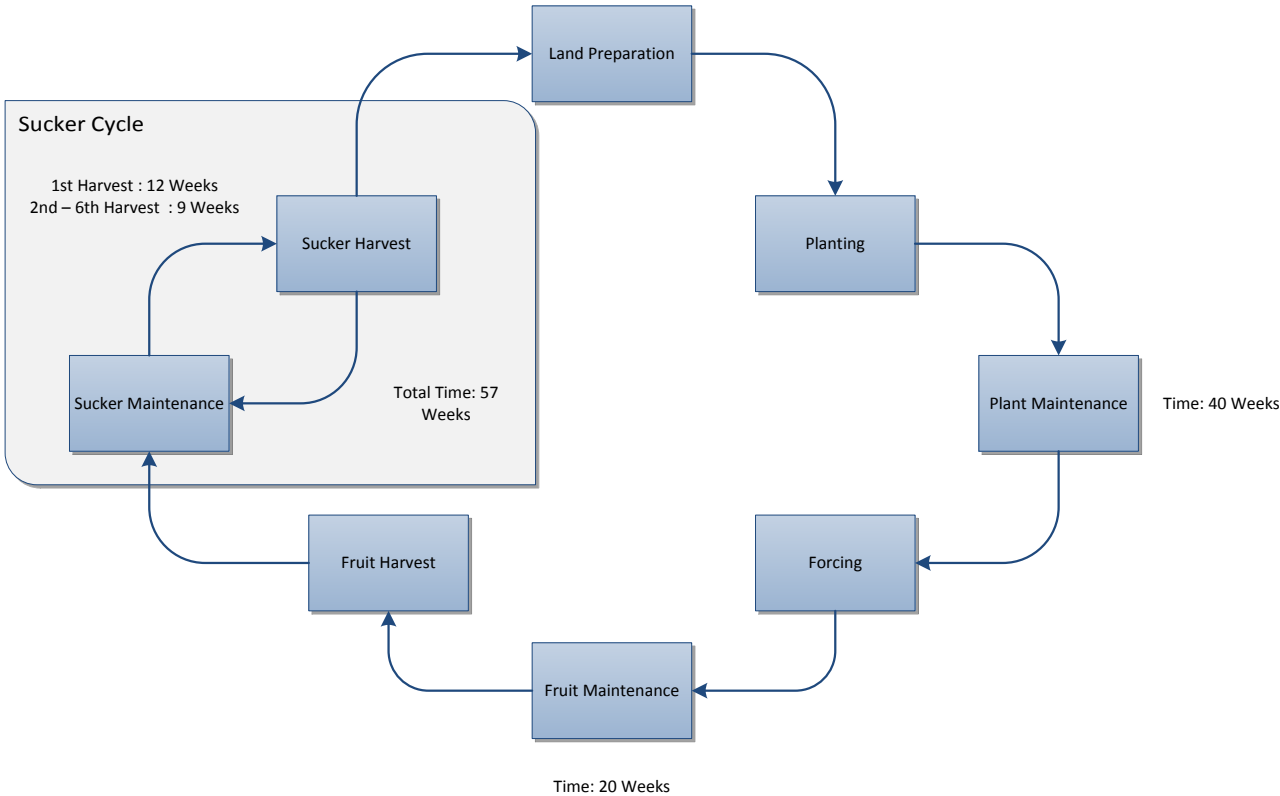 Land Preparation
Sucker Cycle
1st Harvest : 12 Weeks
2nd – 6th Harvest  : 9 Weeks
Sucker Harvest
Planting
Sucker Maintenance
Total Time: 57
Weeks
Plant Maintenance
Time: 40 Weeks
Fruit Harvest
Forcing
Fruit Maintenance
Time: 20 Weeks